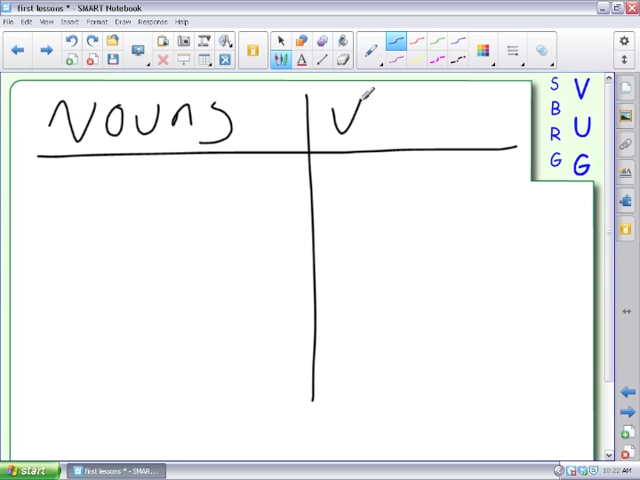 first lessons * - SMART Notebook
File Edit View Insert Format Draw Response Help
NOUNS V
S V
B
R U
G G
start first lessons * - SMAR... 10:22 AM